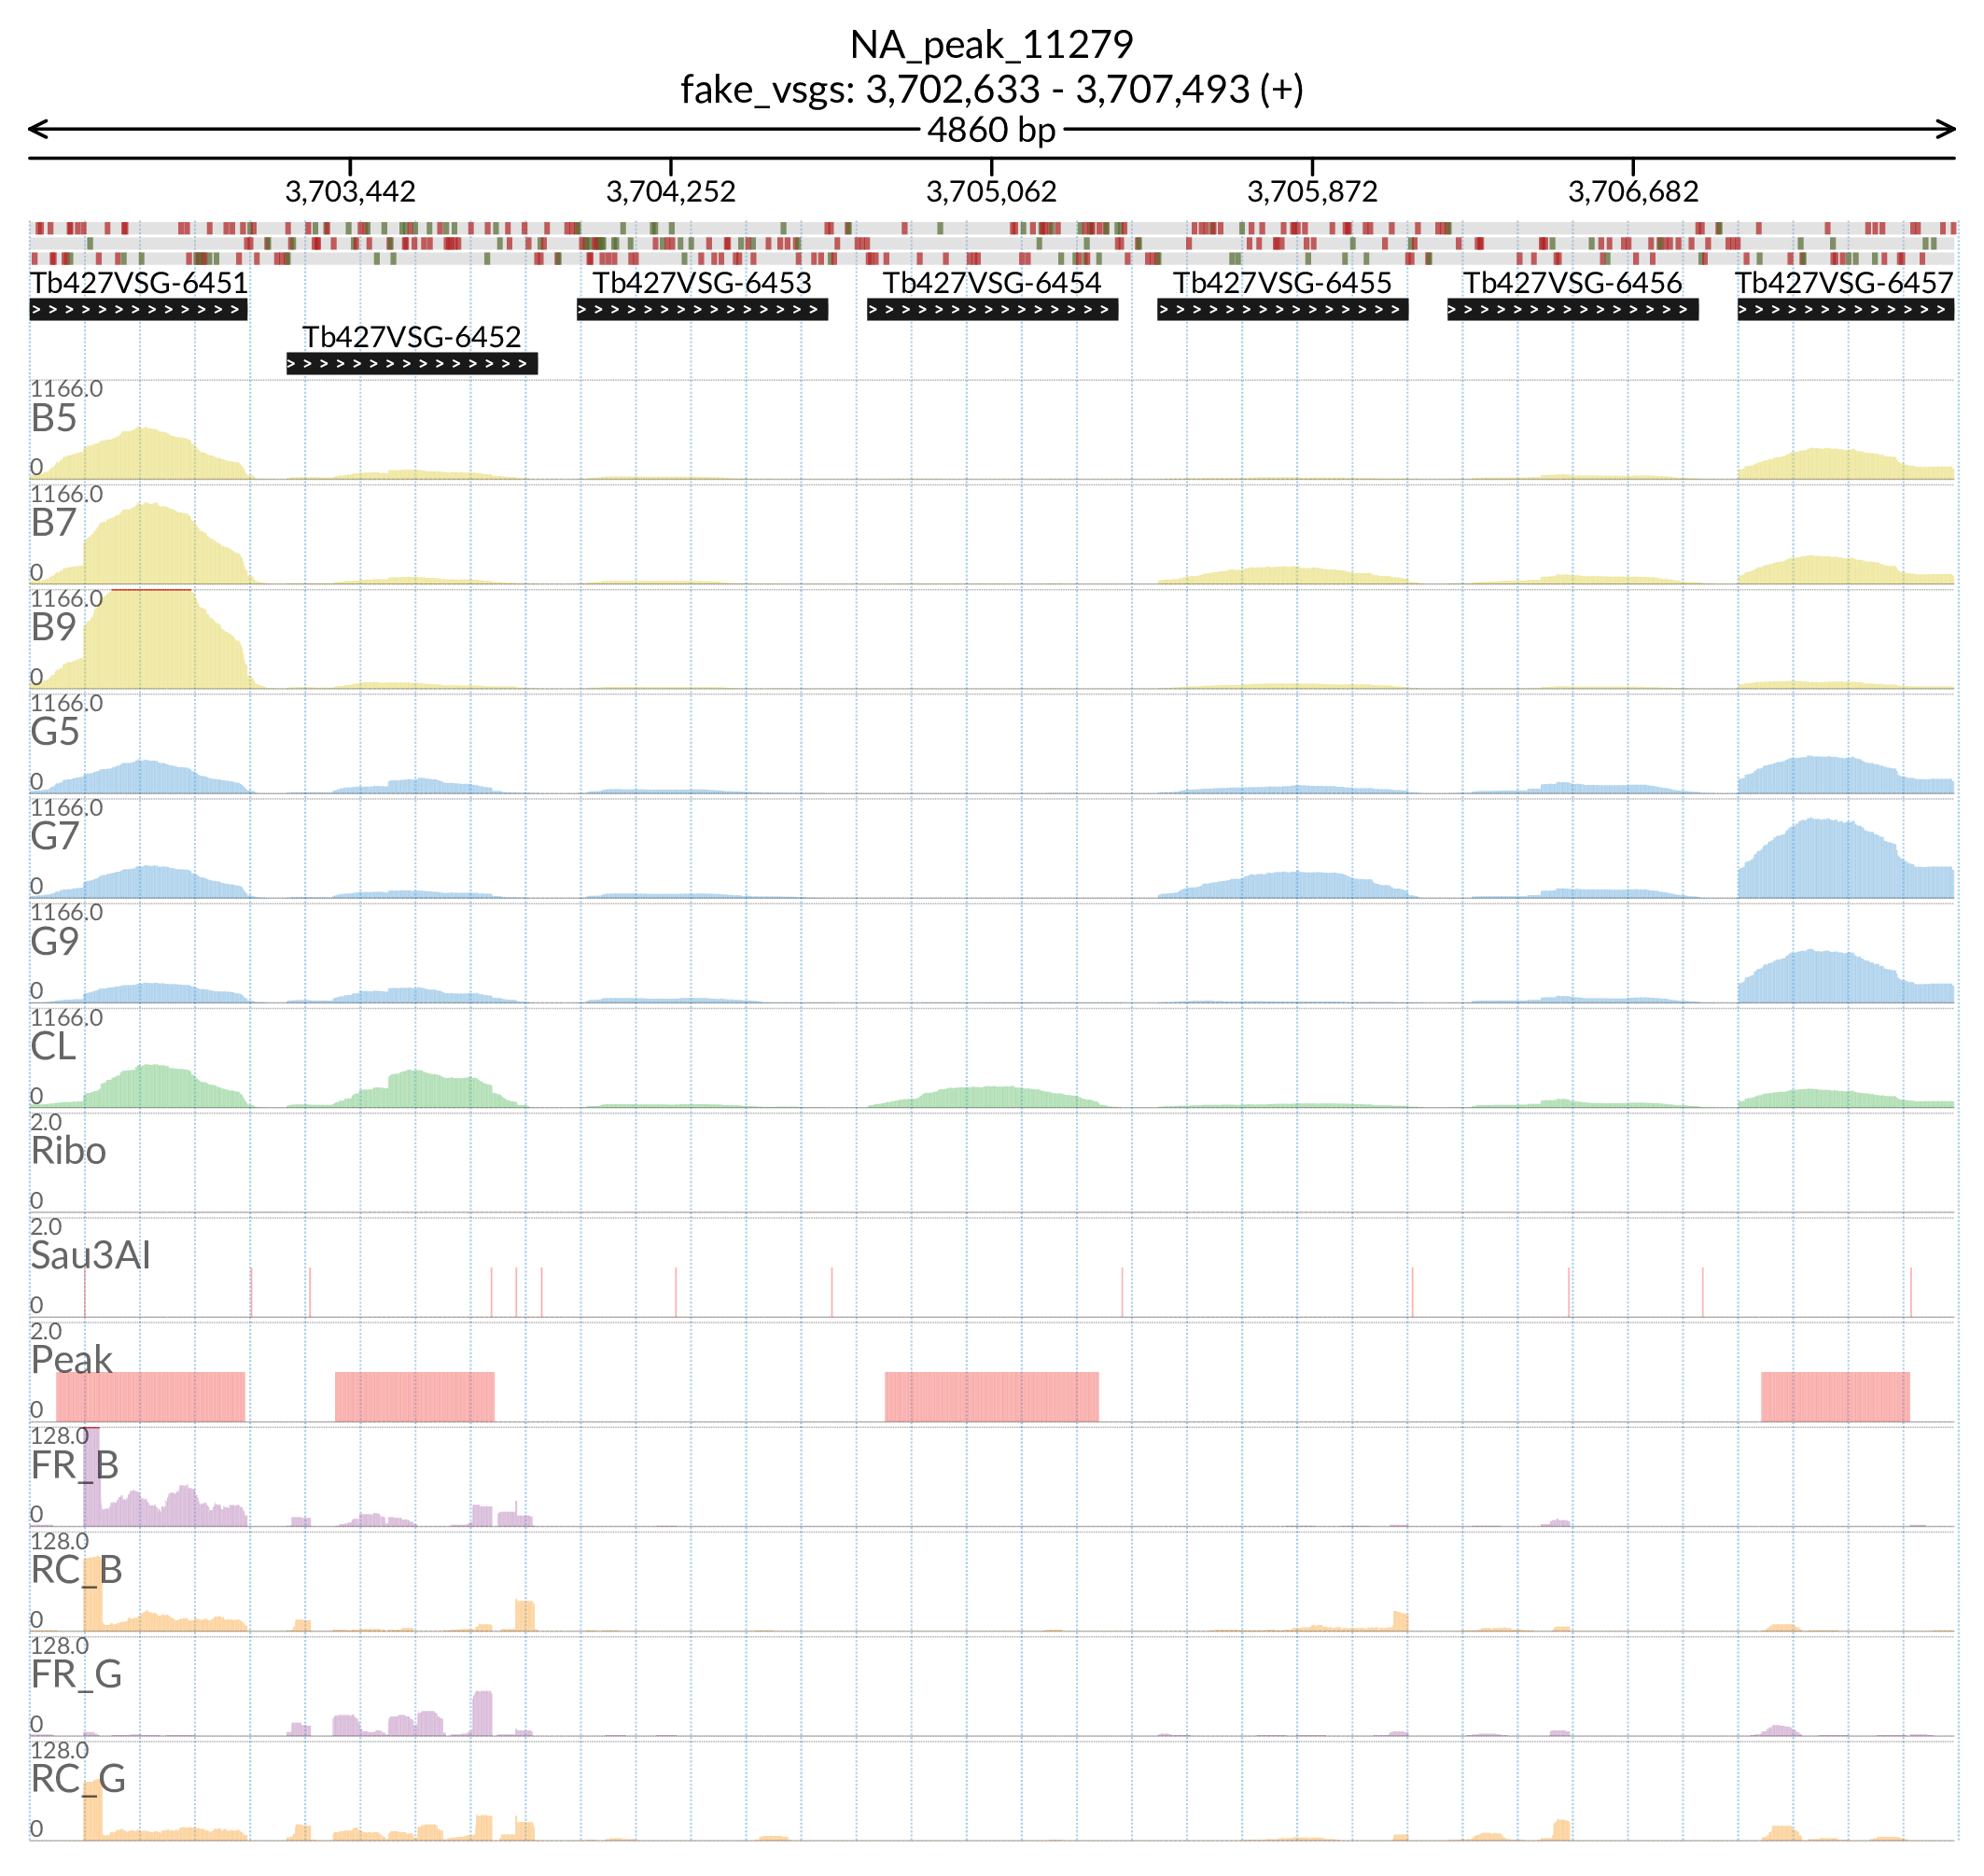 NA_peak_11279
fake_vsgs: 3,702,633 - 3,707,493 (+)
4860 bp
3,703,442 3,704,252 3,705,062 3,705,872 3,706,682
Tb427VSG-6451 Tb427VSG-6453 Tb427VSG-6454 Tb427VSG-6455 Tb427VSG-6456 Tb427VSG-6457
Tb427VSG-6452
1166.0
B5
0
1166.0
B7
0
1166.0
B9
0
1166.0
G5
0
1166.0
G7
0
1166.0
G9
0
1166.0
CL
0
2.0
Ribo
0
2.0
Sau3AI
0
2.0
Peak
0
128.0
FR_B
0
128.0
RC_B
0
128.0
FR_G
0
128.0
RC_G
0